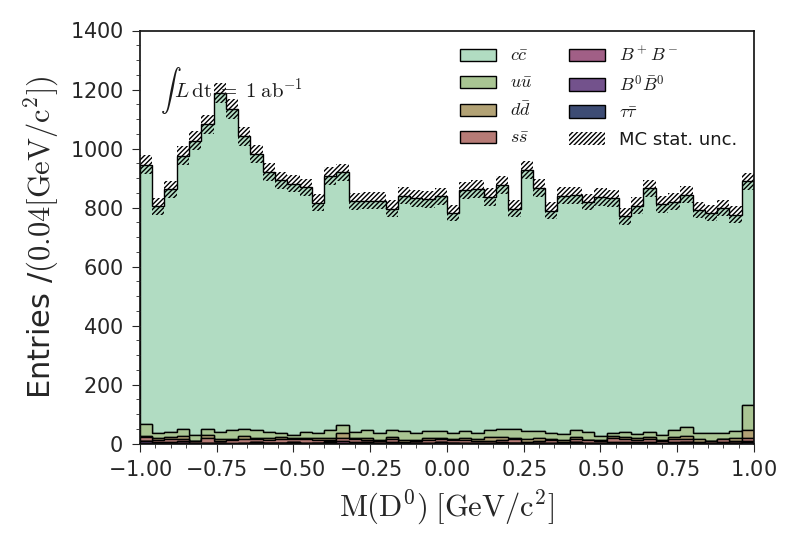 1400
1200
1000
800
600
400
200
0
Entries /(0.04[GeV/c²])
∫L dt = 1 ab⁻¹
cc̄
uū
dd̄
ss̄
B⁺B⁻
B⁰B̄⁰
ττ̄
MC stat. unc.
−1.00 −0.75 −0.50 −0.25 0.00 0.25 0.50 0.75 1.00
M(D⁰) [GeV/c²]